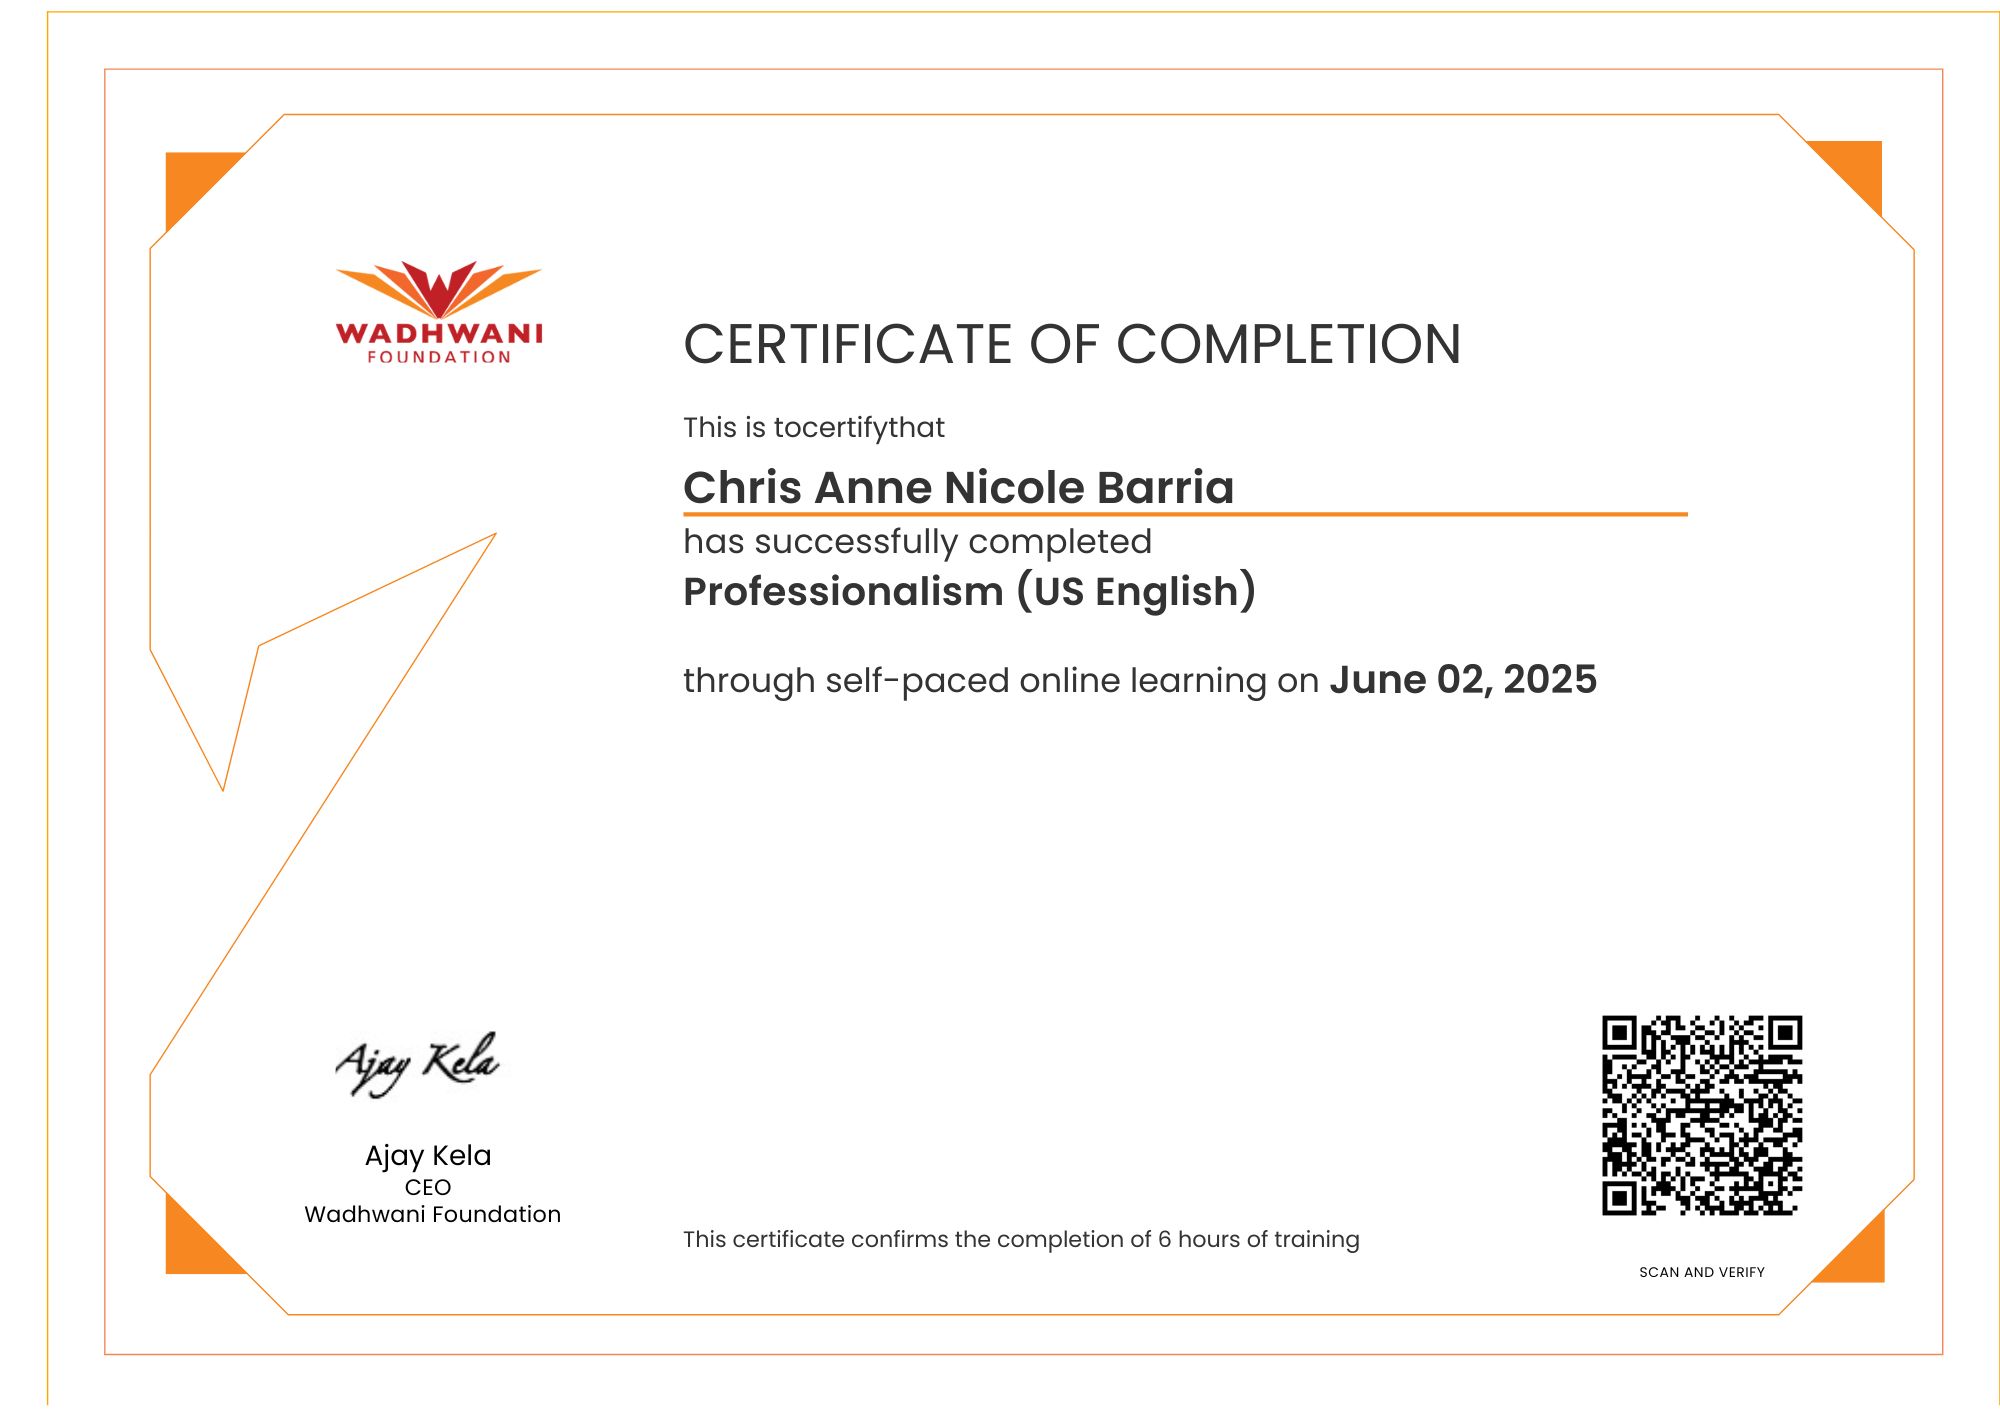 WADHWANI
FOUNDATION
CERTIFICATE OF COMPLETION
This is tocertifythat
Chris Anne Nicole Barria
has successfully completed
Professionalism (US English)
through self-paced online learning on June 02, 2025
Ajay Kela
Ajay Kela
CEO
Wadhwani Foundation
This certificate confirms the completion of 6 hours of training
SCAN AND VERIFY